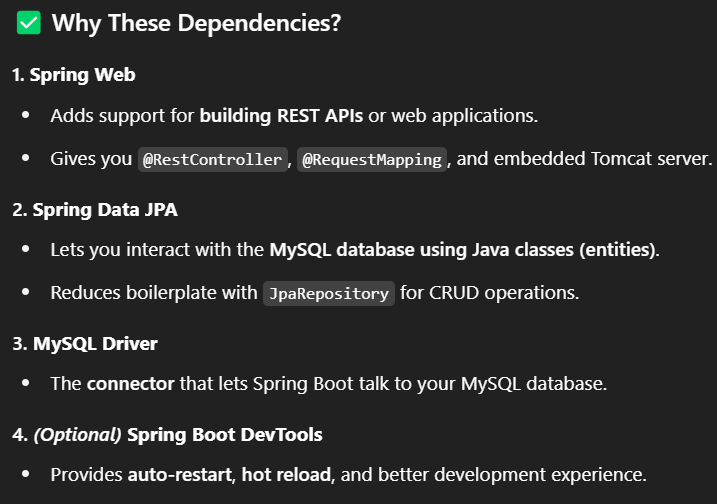 ✅ Why These Dependencies?
1. Spring Web
• Adds support for building REST APIs or web applications.
• Gives you @RestController, @RequestMapping, and embedded Tomcat server.
2. Spring Data JPA
• Lets you interact with the MySQL database using Java classes (entities).
• Reduces boilerplate with JpaRepository for CRUD operations.
3. MySQL Driver
• The connector that lets Spring Boot talk to your MySQL database.
4. (Optional) Spring Boot DevTools
• Provides auto-restart, hot reload, and better development experience.